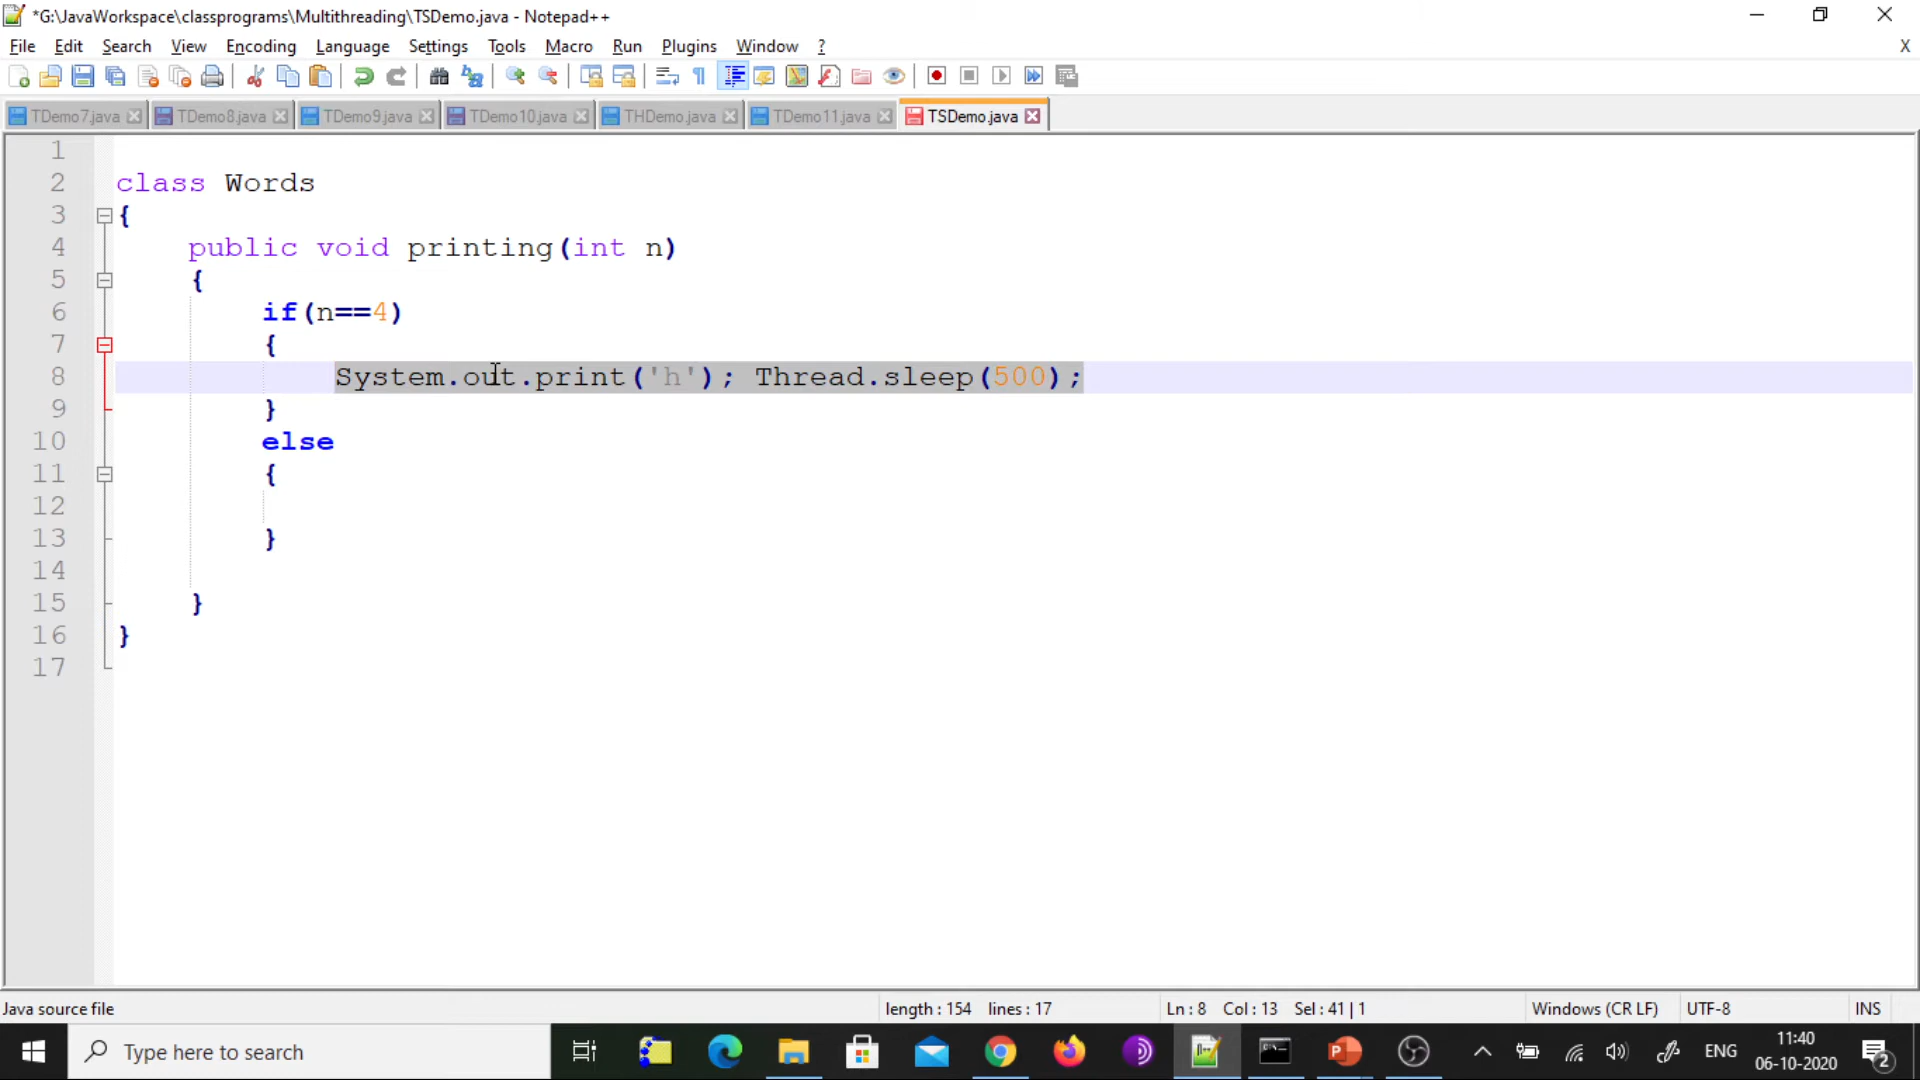 *G:\JavaWorkspace\classprograms\Multithreading\TSDemo.java - Notepad++
File Edit Search View Encoding Language Settings Tools Macro Run Plugins Window ? X
TDemo7.java TDemo8.java TDemo9.java TDemo10.java THDemo.java TDemo11.java TSDemo.java
1
2 class Words
3 {
4 public void printing(int n)
5 {
6 if(n==4)
7 {
8 System.out.print('h'); Thread.sleep(500);
9 }
10 else
11 {
12
13 }
14
15 }
16 }
17
Java source file length : 154 lines : 17 Ln : 8 Col : 13 Sel : 41 | 1 Windows (CR LF) UTF-8 INS
Type here to search ENG 11:40
06-10-2020 2